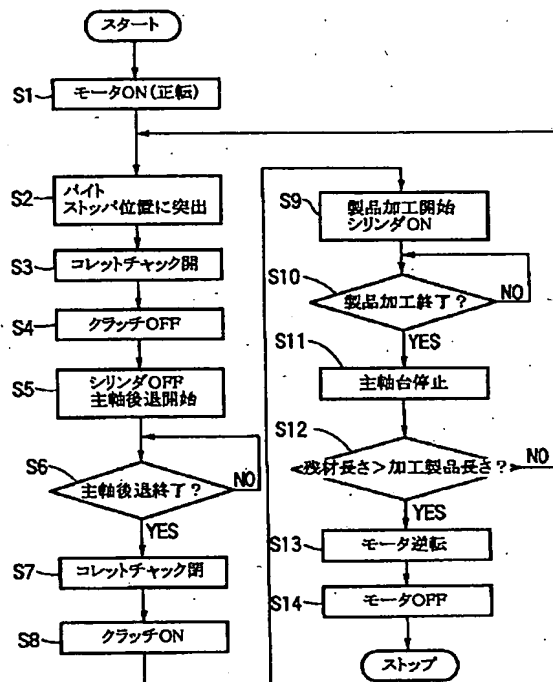 スタート
S1
モータON(正転)
S2
バイト
ストッパ位置に突出
S3
コレットチャック開
S4
クラッチOFF
S5
シリンダOFF
主軸後退開始
S6
主軸後退終了?
NO
YES
S7
コレットチャック閉
S8
クラッチON
S9
製品加工開始
シリンダON
S10
製品加工終了?
NO
YES
S11
主軸台停止
S12
残材長さ>加工製品長さ?
NO
YES
S13
モータ逆転
S14
モータOFF
ストップ